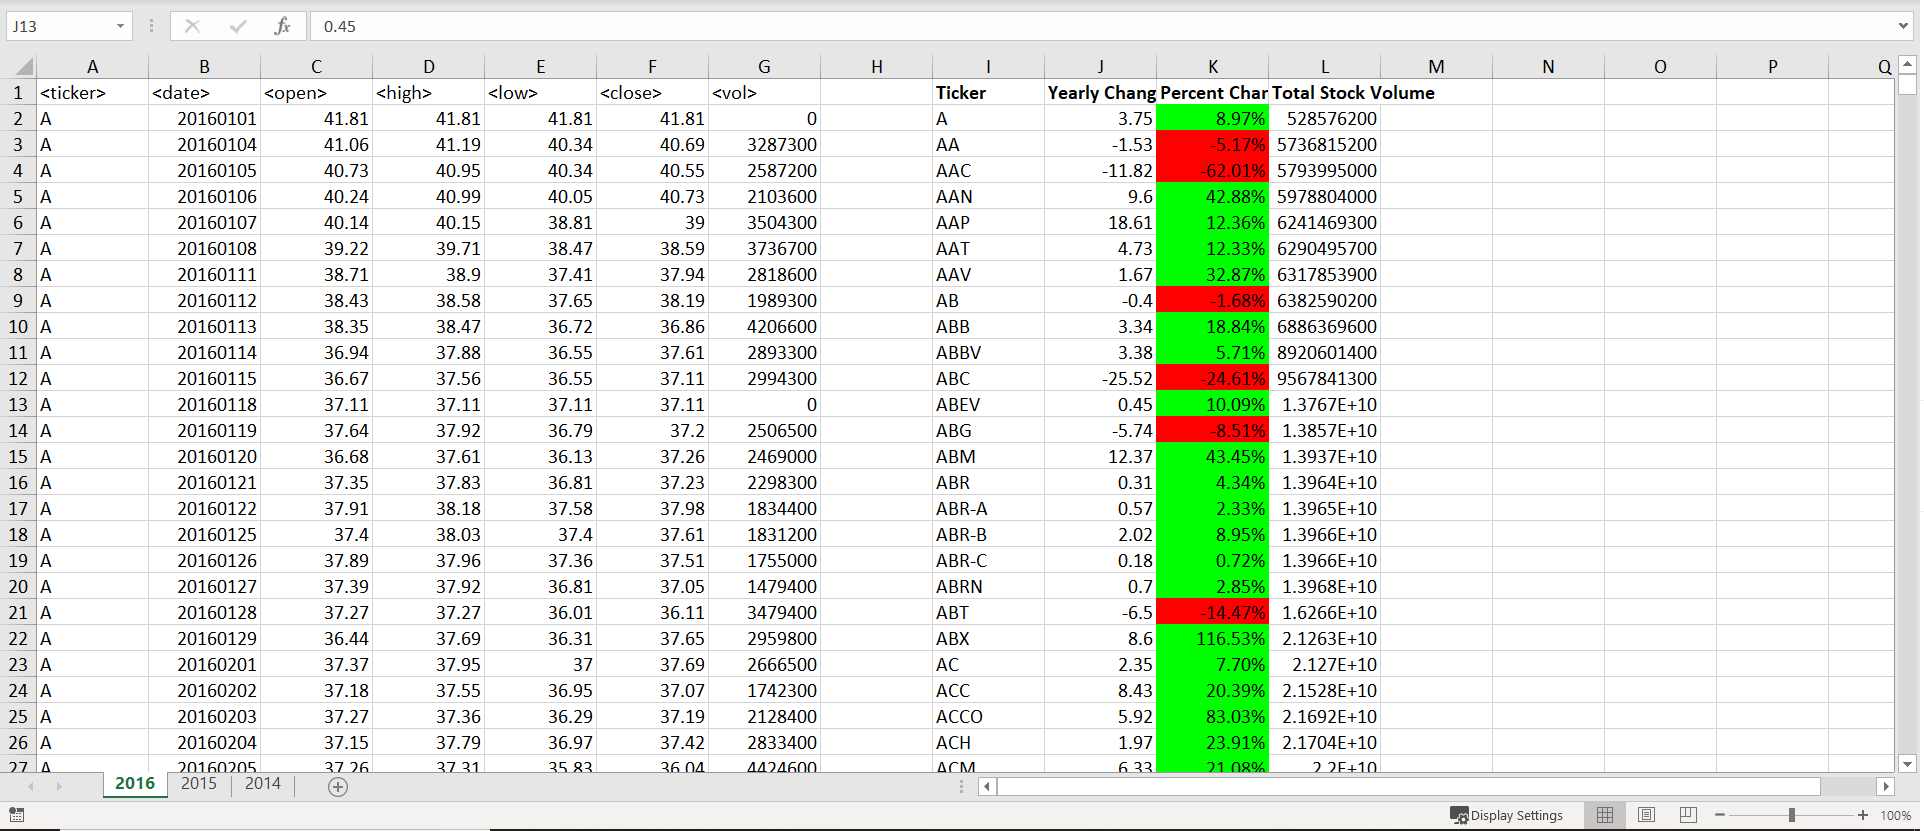 J13 fx 0.45
A B C D E F G H I J K L M N O P Q
1 <ticker> <date> <open> <high> <low> <close> <vol> Ticker Yearly Chang Percent Char Total Stock Volume
2 A 20160101 41.81 41.81 41.81 41.81 0 A 3.75 8.97% 528576200
3 A 20160104 41.06 41.19 40.34 40.69 3287300 AA -1.53 -5.17% 5736815200
4 A 20160105 40.73 40.95 40.34 40.55 2587200 AAC -11.82 -62.01% 5793995000
5 A 20160106 40.24 40.99 40.05 40.73 2103600 AAN 9.6 42.88% 5978804000
6 A 20160107 40.14 40.15 38.81 39 3504300 AAP 18.61 12.36% 6241469300
7 A 20160108 39.22 39.71 38.47 38.59 3736700 AAT 4.73 12.33% 6290495700
8 A 20160111 38.71 38.9 37.41 37.94 2818600 AAV 1.67 32.87% 6317853900
9 A 20160112 38.43 38.58 37.65 38.19 1989300 AB -0.4 -1.68% 6382590200
10 A 20160113 38.35 38.47 36.72 36.86 4206600 ABB 3.34 18.84% 6886369600
11 A 20160114 36.94 37.88 36.55 37.61 2893300 ABBV 3.38 5.71% 8920601400
12 A 20160115 36.67 37.56 36.55 37.11 2994300 ABC -25.52 -24.61% 9567841300
13 A 20160118 37.11 37.11 37.11 37.11 0 ABEV 0.45 10.09% 1.3767E+10
14 A 20160119 37.64 37.92 36.79 37.2 2506500 ABG -5.74 -8.51% 1.3857E+10
15 A 20160120 36.68 37.61 36.13 37.26 2469000 ABM 12.37 43.45% 1.3937E+10
16 A 20160121 37.35 37.83 36.81 37.23 2298300 ABR 0.31 4.34% 1.3964E+10
17 A 20160122 37.91 38.18 37.58 37.98 1834400 ABR-A 0.57 2.33% 1.3965E+10
18 A 20160125 37.4 38.03 37.4 37.61 1831200 ABR-B 2.02 8.95% 1.3966E+10
19 A 20160126 37.89 37.96 37.36 37.51 1755000 ABR-C 0.18 0.72% 1.3966E+10
20 A 20160127 37.39 37.92 36.81 37.05 1479400 ABRN 0.7 2.85% 1.3968E+10
21 A 20160128 37.27 37.27 36.01 36.11 3479400 ABT -6.5 -14.47% 1.6266E+10
22 A 20160129 36.44 37.69 36.31 37.65 2959800 ABX 8.6 116.53% 2.1263E+10
23 A 20160201 37.37 37.95 37 37.69 2666500 AC 2.35 7.70% 2.127E+10
24 A 20160202 37.18 37.55 36.95 37.07 1742300 ACC 8.43 20.39% 2.1528E+10
25 A 20160203 37.27 37.36 36.29 37.19 2128400 ACCO 5.92 83.03% 2.1692E+10
26 A 20160204 37.15 37.79 36.97 37.42 2833400 ACH 1.97 23.91% 2.1704E+10
27 A 20160205 37.26 37.31 35.83 36.04 4424600 ACM 6.33 21.08% 2.2E+10
2016 2015 2014
Display Settings 100%